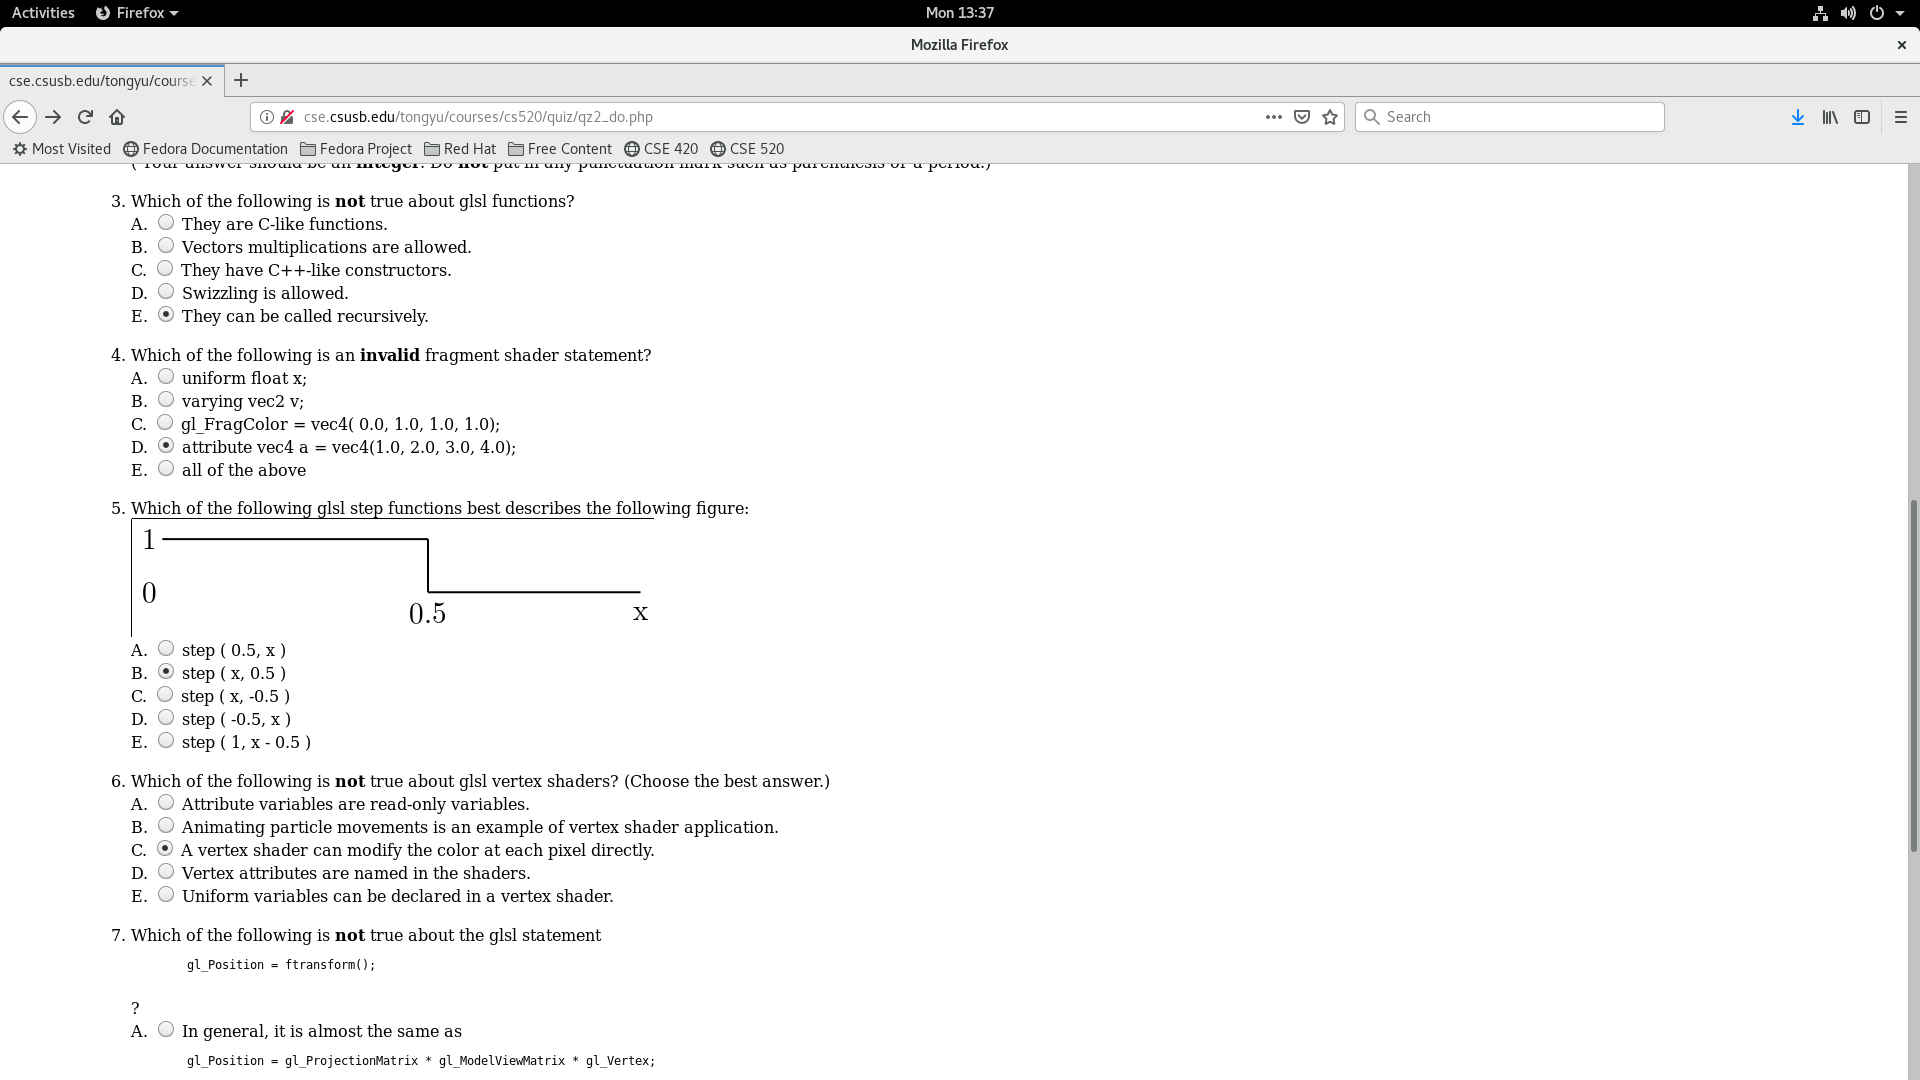 Activities Firefox Mon 13:37
Mozilla Firefox
cse.csusb.edu/tongyu/course
cse.csusb.edu/tongyu/courses/cs520/quiz/qz2_do.php Search
Most Visited Fedora Documentation Fedora Project Red Hat Free Content CSE 420 CSE 520
( Your answer should be an integer. Do not put in any punctuation mark such as parenthesis or a period.)
3. Which of the following is not true about glsl functions?
A. They are C-like functions.
B. Vectors multiplications are allowed.
C. They have C++-like constructors.
D. Swizzling is allowed.
E. They can be called recursively.
4. Which of the following is an invalid fragment shader statement?
A. uniform float x;
B. varying vec2 v;
C. gl_FragColor = vec4( 0.0, 1.0, 1.0, 1.0);
D. attribute vec4 a = vec4(1.0, 2.0, 3.0, 4.0);
E. all of the above
5. Which of the following glsl step functions best describes the following figure:
1
0
0.5 x
A. step ( 0.5, x )
B. step ( x, 0.5 )
C. step ( x, -0.5 )
D. step ( -0.5, x )
E. step ( 1, x - 0.5 )
6. Which of the following is not true about glsl vertex shaders? (Choose the best answer.)
A. Attribute variables are read-only variables.
B. Animating particle movements is an example of vertex shader application.
C. A vertex shader can modify the color at each pixel directly.
D. Vertex attributes are named in the shaders.
E. Uniform variables can be declared in a vertex shader.
7. Which of the following is not true about the glsl statement
gl_Position = ftransform();
?
A. In general, it is almost the same as
gl_Position = gl_ProjectionMatrix * gl_ModelViewMatrix * gl_Vertex;